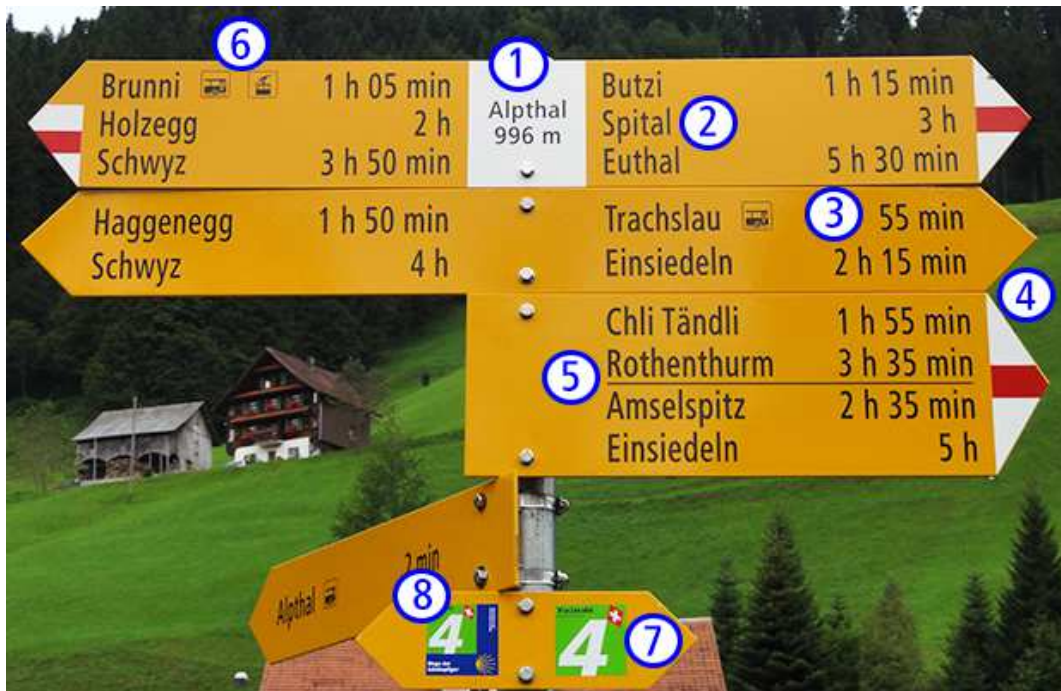 6
1
Brunni 1 h 05 min
Holzegg 2 h
Schwyz 3 h 50 min
Alpthal
996 m
Butzi 1 h 15 min
Spital 2 3 h
Euthal 5 h 30 min
Haggenegg 1 h 50 min
Schwyz 4 h
Trachslau 3 55 min
Einsiedeln 2 h 15 min
4
Chli Tändli 1 h 55 min
5 Rothenthurm 3 h 35 min
Amselspitz 2 h 35 min
Einsiedeln 5 h
Alpthal 2 min
8
4
4
7